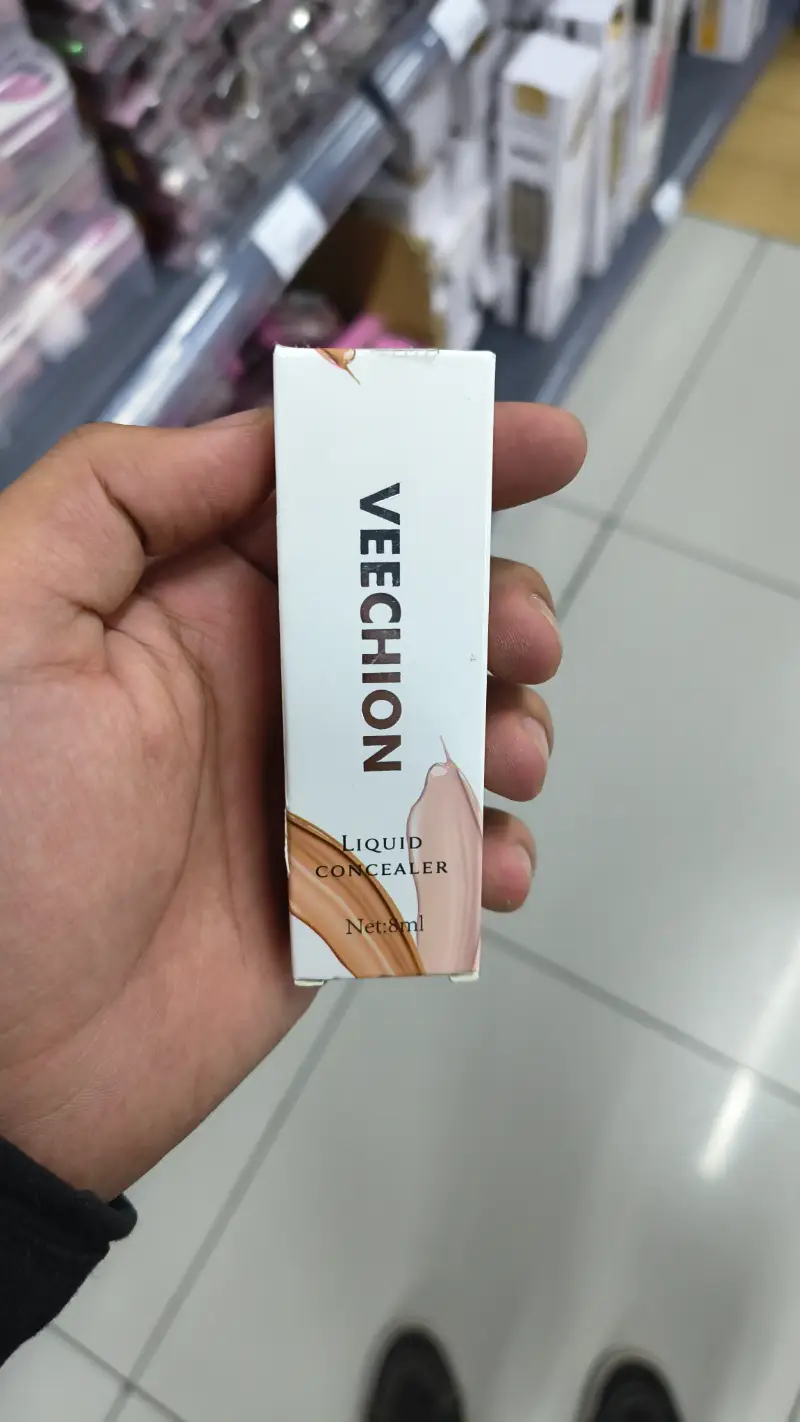 VEECHION
LIQUID
CONCEALER
Net:8ml